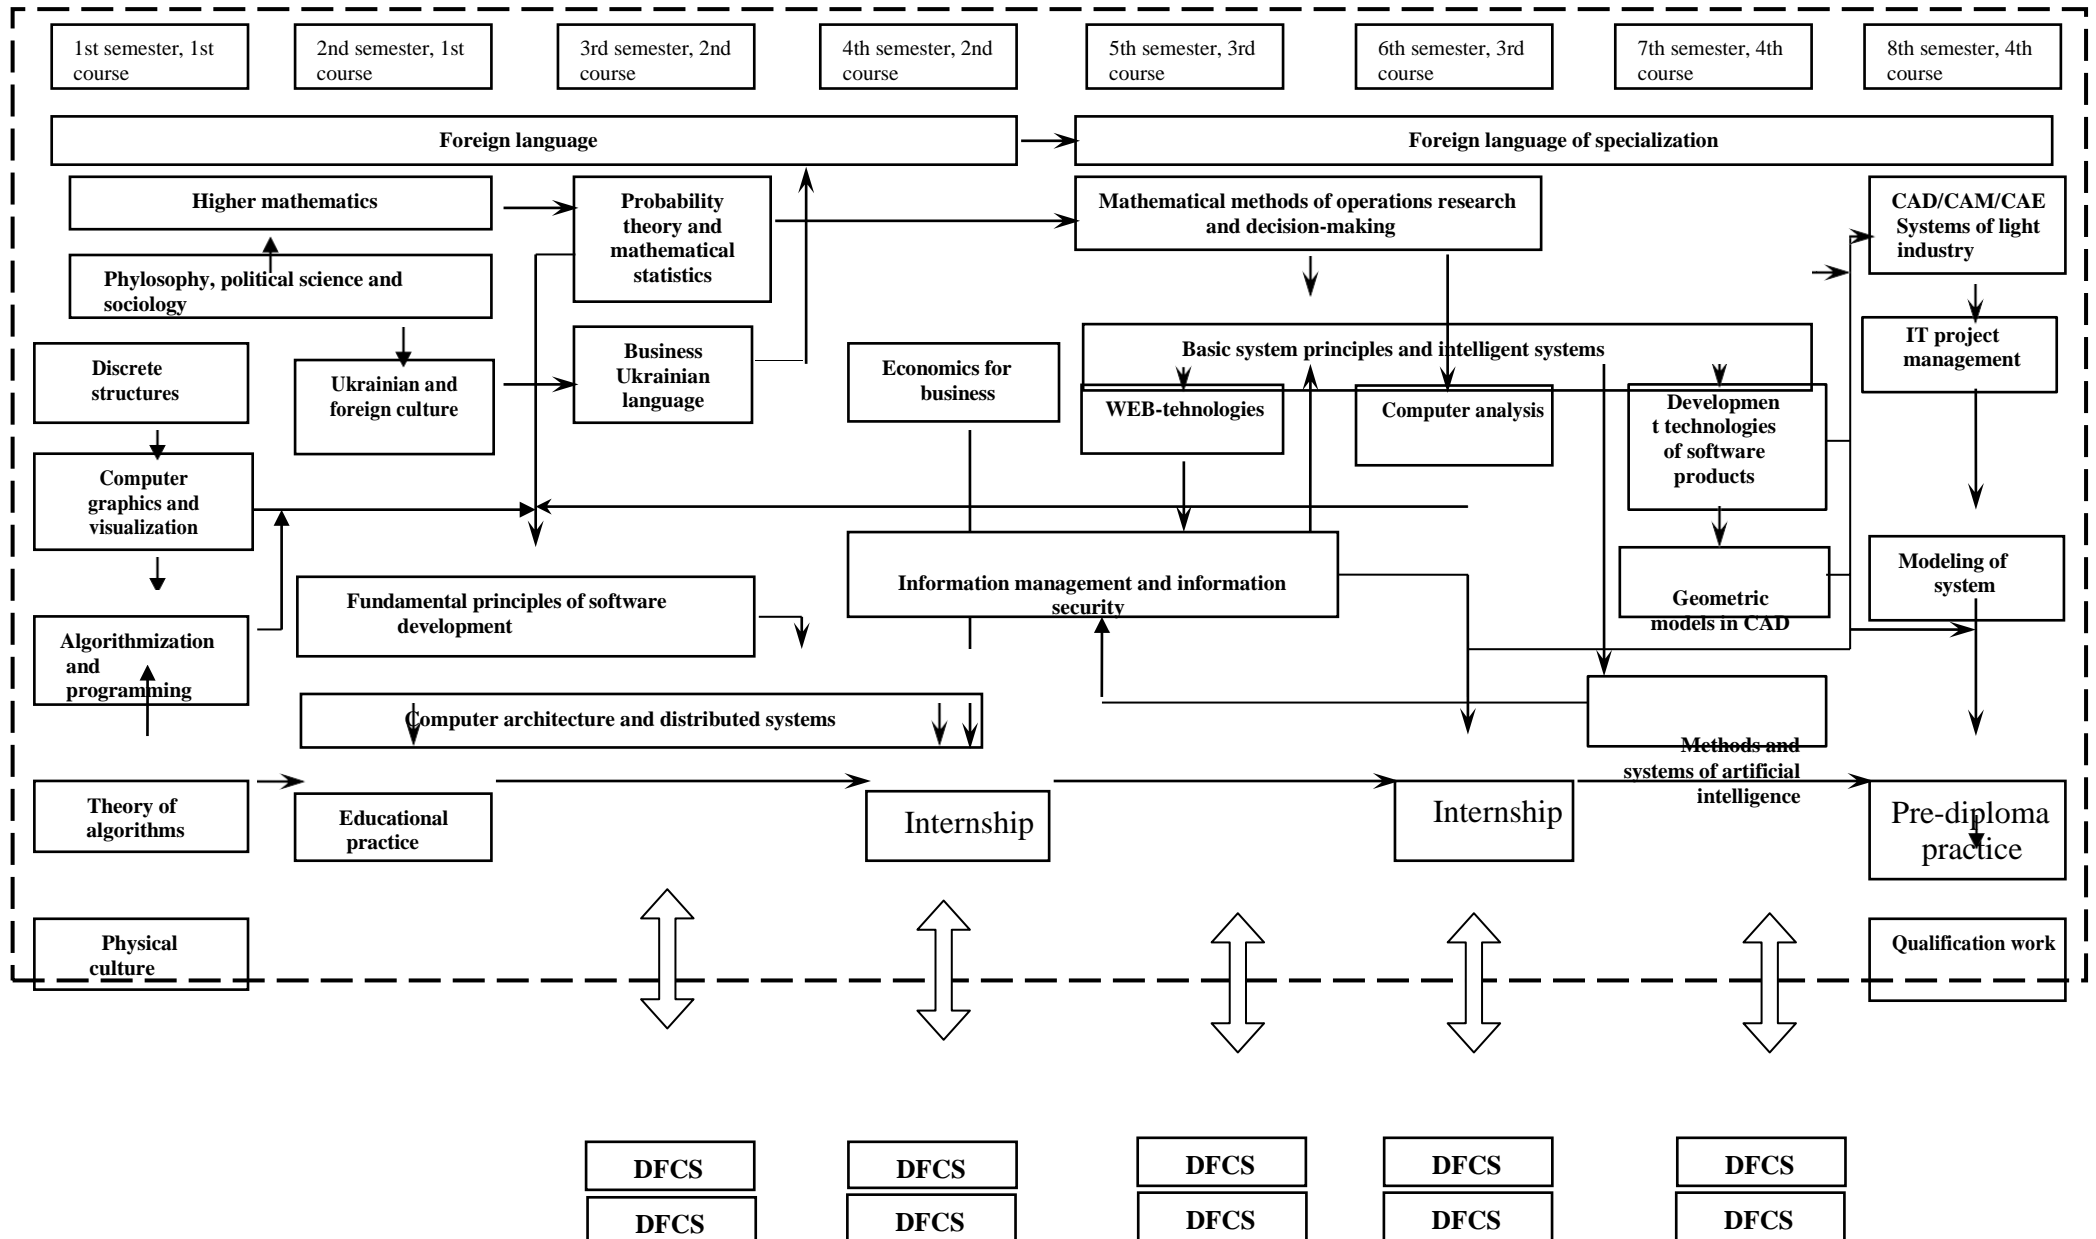 1st semester, 1st
course
2nd semester, 1st
course
3rd semester, 2nd
course
4th semester, 2nd
course
5th semester, 3rd
course
6th semester, 3rd
course
7th semester, 4th
course
8th semester, 4th
course
Foreign language
Foreign language of specialization
Higher mathematics
Probability
theory and
mathematical
statistics
Mathematical methods of operations research
and decision-making
CAD/CAM/CAE
Systems of light
industry
Phylosophy, political science and
sociology
Discrete
structures
Ukrainian and
foreign culture
Business
Ukrainian
language
Economics for
business
Basic system principles and intelligent systems
IT project
management
WEB-tehnologies
Computer analysis
Developmen
t technologies
of software
products
Computer
graphics and
visualization
Information management and information
security
Geometric
models in CAD
Modeling of
system
Fundamental principles of software
development
Algorithmization
and
programming
Computer architecture and distributed systems
Methods and
systems of artificial
intelligence
Theory of
algorithms
Educational
practice
Internship
Internship
Pre-diploma
practice
Physical
culture
Qualification work
DFCS
DFCS
DFCS
DFCS
DFCS
DFCS
DFCS
DFCS
DFCS
DFCS